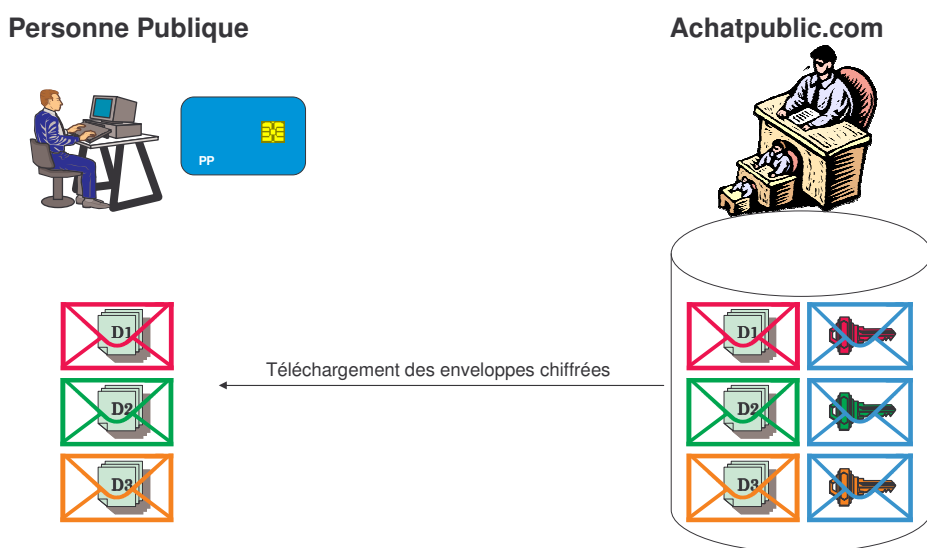 Personne Publique
Achatpublic.com
PP
D1
D1
Téléchargement des enveloppes chiffrées
D2
D2
D3
D3